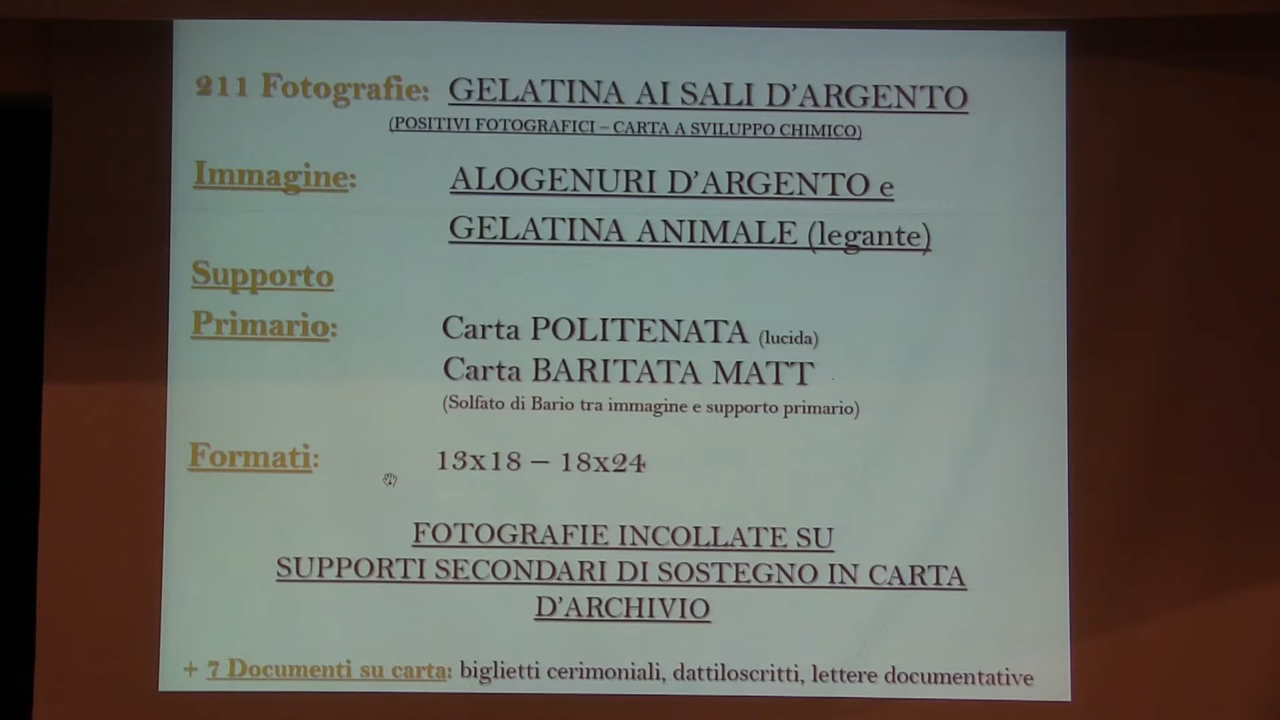 211 Fotografie: GELATINA AI SALI D'ARGENTO
(POSITIVI FOTOGRAFICI – CARTA A SVILUPPO CHIMICO)
Immagine: ALOGENURI D'ARGENTO e
GELATINA ANIMALE (legante)
Supporto
Primario: Carta POLITENATA (lucida)
Carta BARITATA MATT
(Solfato di Bario tra immagine e supporto primario)
Formati: 13x18 – 18x24
FOTOGRAFIE INCOLLATE SU
SUPPORTI SECONDARI DI SOSTEGNO IN CARTA
D'ARCHIVIO
+ 7 Documenti su carta: biglietti cerimoniali, dattiloscritti, lettere documentative